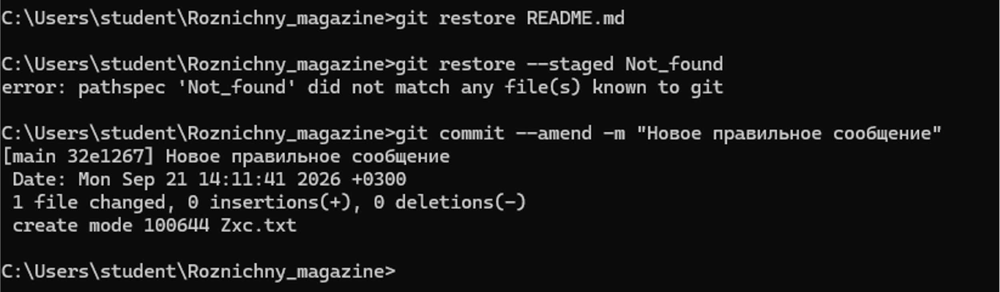 C:\Users\student\Roznichny_magazine>git restore README.md
C:\Users\student\Roznichny_magazine>git restore --staged Not_found
error: pathspec 'Not_found' did not match any file(s) known to git
C:\Users\student\Roznichny_magazine>git commit --amend -m "Новое правильное сообщение"
[main 32e1267] Новое правильное сообщение
Date: Mon Sep 21 14:11:41 2026 +0300
1 file changed, 0 insertions(+), 0 deletions(-)
create mode 100644 Zxc.txt
C:\Users\student\Roznichny_magazine>